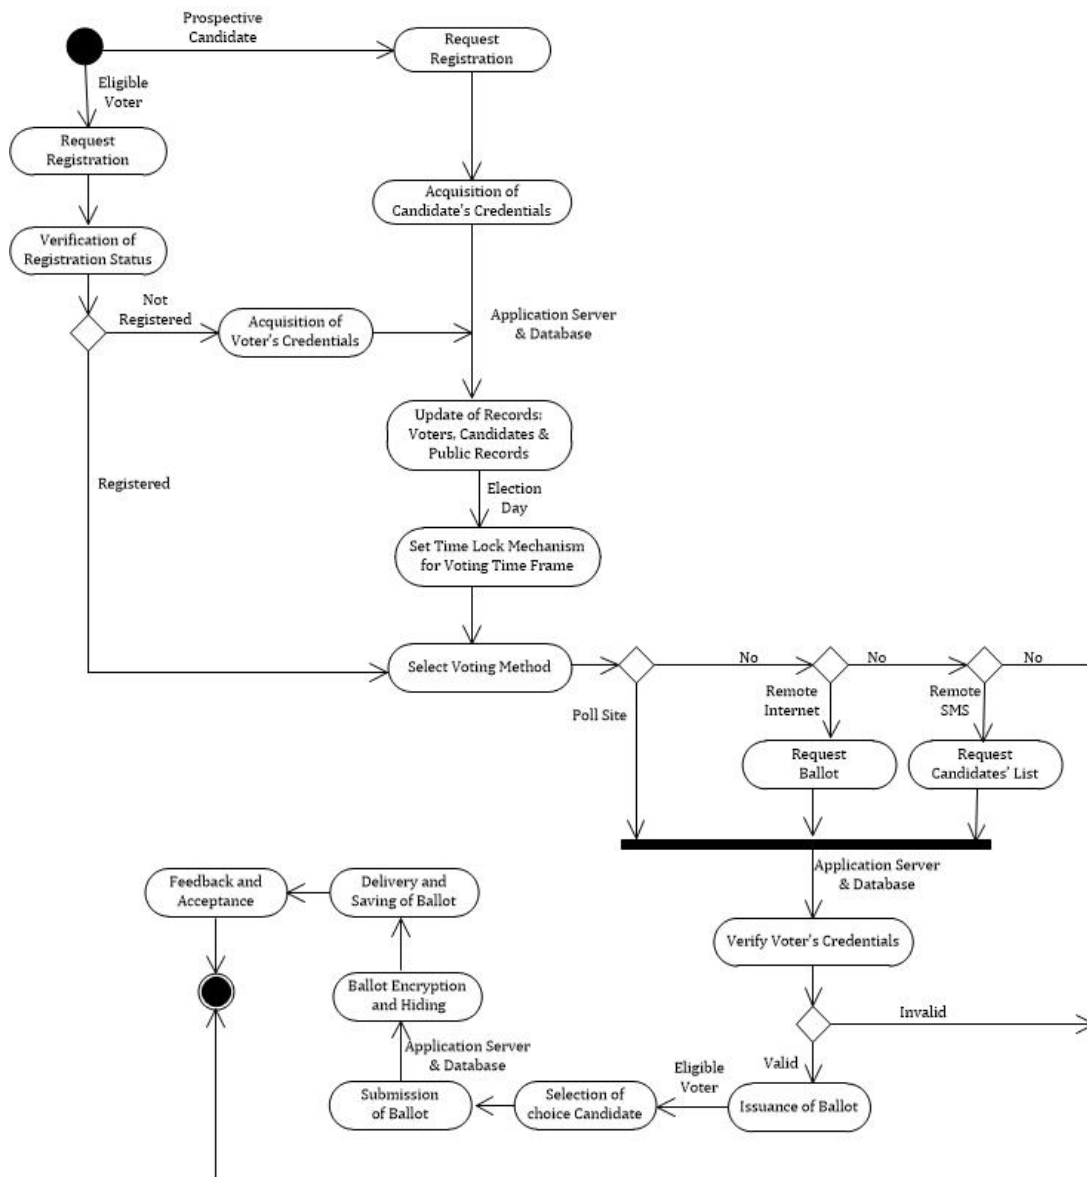 Prospective
Candidate
Request
Registration
Eligible
Voter
Request
Registration
Acquisition of
Candidate's Credentials
Verification of
Registration Status
Not
Registered
Acquisition of
Voter's Credentials
Application Server
& Database
Update of Records:
Voters, Candidates &
Public Records
Registered
Election
Day
Set Time Lock Mechanism
for Voting Time Frame
Select Voting Method
No
No
No
Poll Site
Remote
Internet
Remote
SMS
Request
Ballot
Request
Candidates' List
Application Server
& Database
Feedback and
Acceptance
Delivery and
Saving of Ballot
Verify Voter's Credentials
Ballot Encryption
and Hiding
Invalid
Application Server
& Database
Valid
Eligible
Voter
Submission
of Ballot
Selection of
choice Candidate
Issuance of Ballot